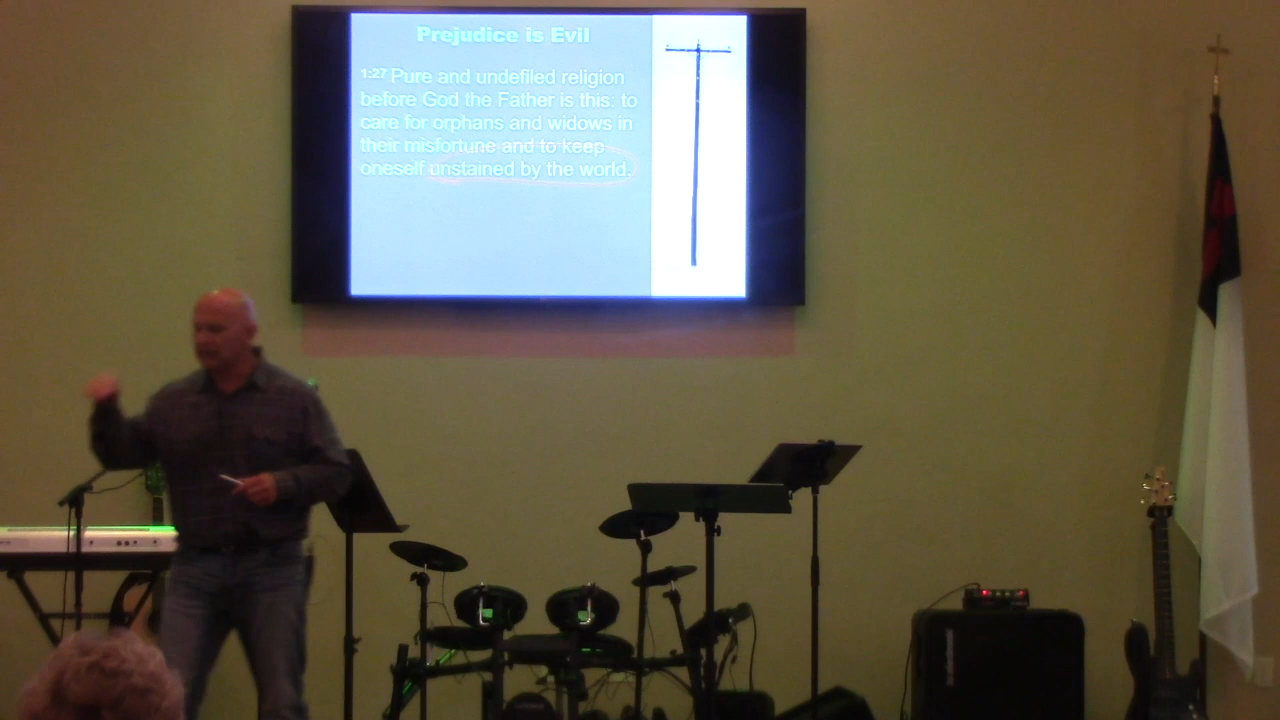 Prejudice is Evil
1:27 Pure and undefiled religion
before God the Father is this: to
care for orphans and widows in
their misfortune and to keep
oneself unstained by the world.